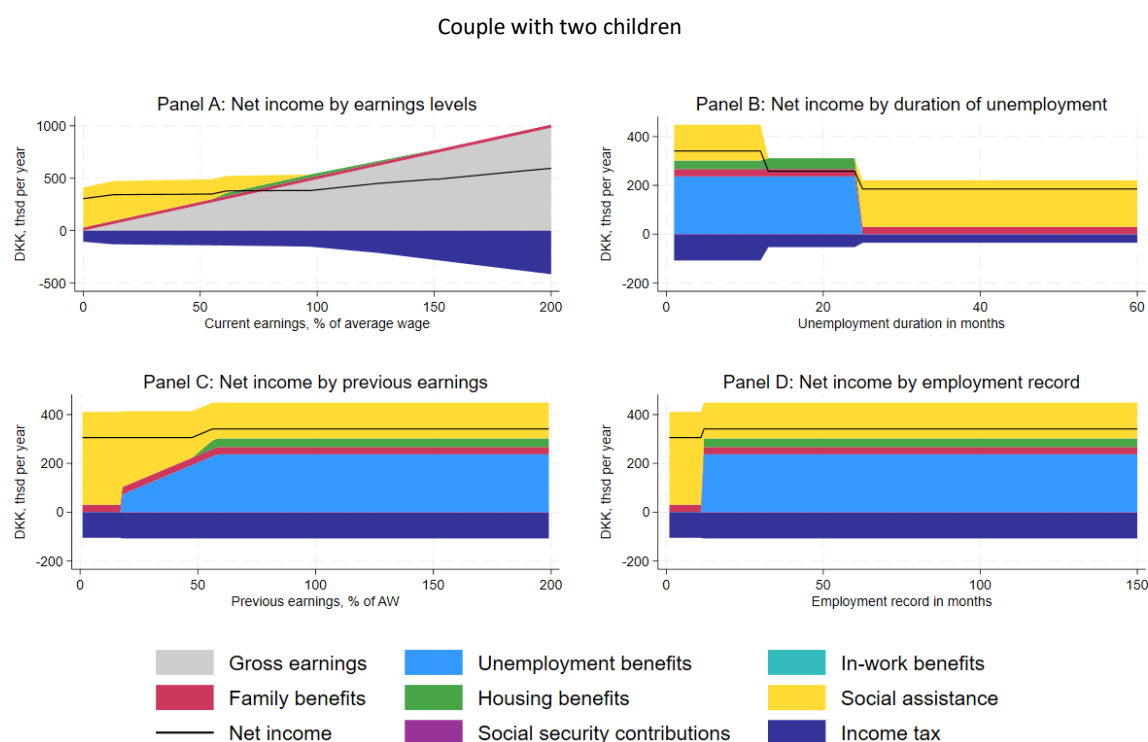 Couple with two children
Panel A: Net income by earnings levels
DKK, thsd per year
1000
500
0
-500
0 50 100 150 200
Current earnings, % of average wage
Panel B: Net income by duration of unemployment
DKK, thsd per year
400
200
0
-200
0 20 40 60
Unemployment duration in months
Panel C: Net income by previous earnings
DKK, thsd per year
400
200
0
-200
0 50 100 150 200
Previous earnings, % of AW
Panel D: Net income by employment record
DKK, thsd per year
400
200
0
-200
0 50 100 150
Employment record in months
Gross earnings Unemployment benefits In-work benefits
Family benefits Housing benefits Social assistance
Net income Social security contributions Income tax